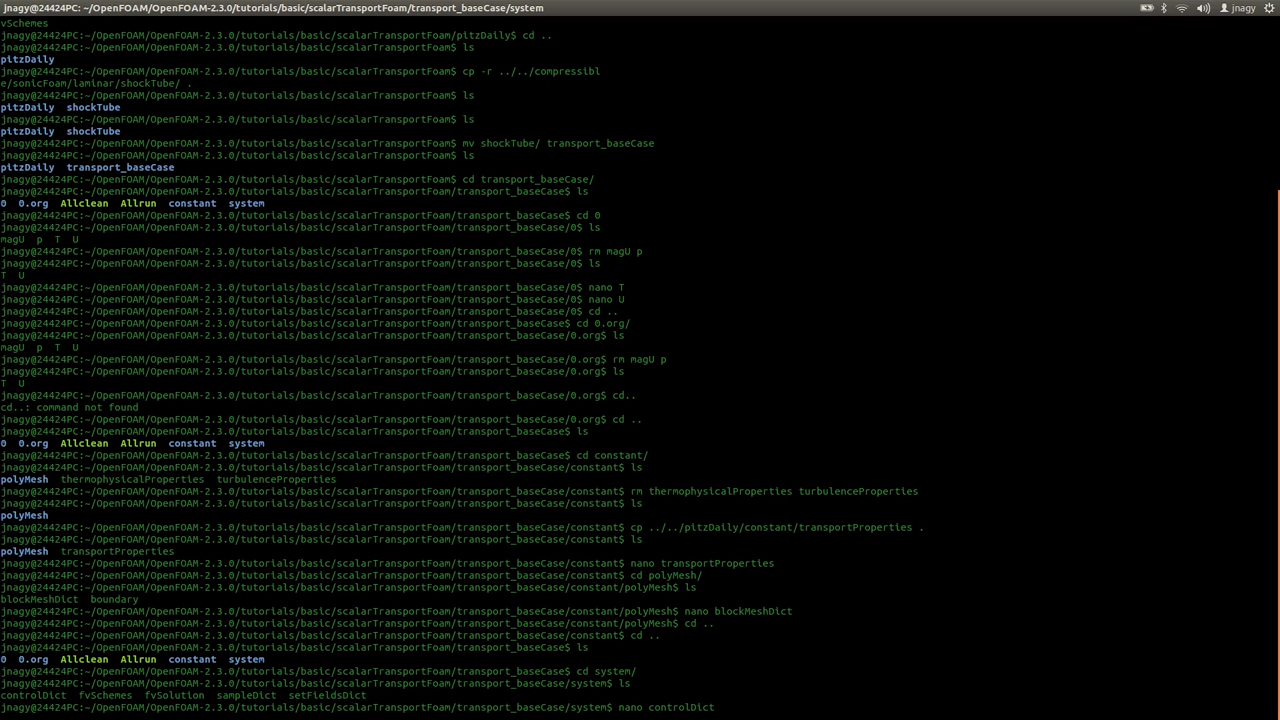 jnagy@24424PC: ~/OpenFOAM/OpenFOAM-2.3.0/tutorials/basic/scalarTransportFoam/transport_baseCase/system
jnagy
vSchemes
jnagy@24424PC:~/OpenFOAM/OpenFOAM-2.3.0/tutorials/basic/scalarTransportFoam/pitzDaily$ cd ..
jnagy@24424PC:~/OpenFOAM/OpenFOAM-2.3.0/tutorials/basic/scalarTransportFoam$ ls
pitzDaily
jnagy@24424PC:~/OpenFOAM/OpenFOAM-2.3.0/tutorials/basic/scalarTransportFoam$ cp -r ../../compressibl
e/sonicFoam/laminar/shockTube/ .
jnagy@24424PC:~/OpenFOAM/OpenFOAM-2.3.0/tutorials/basic/scalarTransportFoam$ ls
pitzDaily  shockTube
jnagy@24424PC:~/OpenFOAM/OpenFOAM-2.3.0/tutorials/basic/scalarTransportFoam$ ls
pitzDaily  shockTube
jnagy@24424PC:~/OpenFOAM/OpenFOAM-2.3.0/tutorials/basic/scalarTransportFoam$ mv shockTube/ transport_baseCase
jnagy@24424PC:~/OpenFOAM/OpenFOAM-2.3.0/tutorials/basic/scalarTransportFoam$ ls
pitzDaily  transport_baseCase
jnagy@24424PC:~/OpenFOAM/OpenFOAM-2.3.0/tutorials/basic/scalarTransportFoam$ cd transport_baseCase/
jnagy@24424PC:~/OpenFOAM/OpenFOAM-2.3.0/tutorials/basic/scalarTransportFoam/transport_baseCase$ ls
0  0.org  Allclean  Allrun  constant  system
jnagy@24424PC:~/OpenFOAM/OpenFOAM-2.3.0/tutorials/basic/scalarTransportFoam/transport_baseCase$ cd 0
jnagy@24424PC:~/OpenFOAM/OpenFOAM-2.3.0/tutorials/basic/scalarTransportFoam/transport_baseCase/0$ ls
magU  p  T  U
jnagy@24424PC:~/OpenFOAM/OpenFOAM-2.3.0/tutorials/basic/scalarTransportFoam/transport_baseCase/0$ rm magU p
jnagy@24424PC:~/OpenFOAM/OpenFOAM-2.3.0/tutorials/basic/scalarTransportFoam/transport_baseCase/0$ ls
T  U
jnagy@24424PC:~/OpenFOAM/OpenFOAM-2.3.0/tutorials/basic/scalarTransportFoam/transport_baseCase/0$ nano T
jnagy@24424PC:~/OpenFOAM/OpenFOAM-2.3.0/tutorials/basic/scalarTransportFoam/transport_baseCase/0$ nano U
jnagy@24424PC:~/OpenFOAM/OpenFOAM-2.3.0/tutorials/basic/scalarTransportFoam/transport_baseCase/0$ cd ..
jnagy@24424PC:~/OpenFOAM/OpenFOAM-2.3.0/tutorials/basic/scalarTransportFoam/transport_baseCase$ cd 0.org/
jnagy@24424PC:~/OpenFOAM/OpenFOAM-2.3.0/tutorials/basic/scalarTransportFoam/transport_baseCase/0.org$ ls
magU  p  T  U
jnagy@24424PC:~/OpenFOAM/OpenFOAM-2.3.0/tutorials/basic/scalarTransportFoam/transport_baseCase/0.org$ rm magU p
jnagy@24424PC:~/OpenFOAM/OpenFOAM-2.3.0/tutorials/basic/scalarTransportFoam/transport_baseCase/0.org$ ls
T  U
jnagy@24424PC:~/OpenFOAM/OpenFOAM-2.3.0/tutorials/basic/scalarTransportFoam/transport_baseCase/0.org$ cd..
cd..: command not found
jnagy@24424PC:~/OpenFOAM/OpenFOAM-2.3.0/tutorials/basic/scalarTransportFoam/transport_baseCase/0.org$ cd ..
jnagy@24424PC:~/OpenFOAM/OpenFOAM-2.3.0/tutorials/basic/scalarTransportFoam/transport_baseCase$ ls
0  0.org  Allclean  Allrun  constant  system
jnagy@24424PC:~/OpenFOAM/OpenFOAM-2.3.0/tutorials/basic/scalarTransportFoam/transport_baseCase$ cd constant/
jnagy@24424PC:~/OpenFOAM/OpenFOAM-2.3.0/tutorials/basic/scalarTransportFoam/transport_baseCase/constant$ ls
polyMesh  thermophysicalProperties  turbulenceProperties
jnagy@24424PC:~/OpenFOAM/OpenFOAM-2.3.0/tutorials/basic/scalarTransportFoam/transport_baseCase/constant$ rm thermophysicalProperties turbulenceProperties
jnagy@24424PC:~/OpenFOAM/OpenFOAM-2.3.0/tutorials/basic/scalarTransportFoam/transport_baseCase/constant$ ls
polyMesh
jnagy@24424PC:~/OpenFOAM/OpenFOAM-2.3.0/tutorials/basic/scalarTransportFoam/transport_baseCase/constant$ cp ../../pitzDaily/constant/transportProperties .
jnagy@24424PC:~/OpenFOAM/OpenFOAM-2.3.0/tutorials/basic/scalarTransportFoam/transport_baseCase/constant$ ls
polyMesh  transportProperties
jnagy@24424PC:~/OpenFOAM/OpenFOAM-2.3.0/tutorials/basic/scalarTransportFoam/transport_baseCase/constant$ nano transportProperties
jnagy@24424PC:~/OpenFOAM/OpenFOAM-2.3.0/tutorials/basic/scalarTransportFoam/transport_baseCase/constant$ cd polyMesh/
jnagy@24424PC:~/OpenFOAM/OpenFOAM-2.3.0/tutorials/basic/scalarTransportFoam/transport_baseCase/constant/polyMesh$ ls
blockMeshDict  boundary
jnagy@24424PC:~/OpenFOAM/OpenFOAM-2.3.0/tutorials/basic/scalarTransportFoam/transport_baseCase/constant/polyMesh$ nano blockMeshDict
jnagy@24424PC:~/OpenFOAM/OpenFOAM-2.3.0/tutorials/basic/scalarTransportFoam/transport_baseCase/constant/polyMesh$ cd ..
jnagy@24424PC:~/OpenFOAM/OpenFOAM-2.3.0/tutorials/basic/scalarTransportFoam/transport_baseCase/constant$ cd ..
jnagy@24424PC:~/OpenFOAM/OpenFOAM-2.3.0/tutorials/basic/scalarTransportFoam/transport_baseCase$ ls
0  0.org  Allclean  Allrun  constant  system
jnagy@24424PC:~/OpenFOAM/OpenFOAM-2.3.0/tutorials/basic/scalarTransportFoam/transport_baseCase$ cd system/
jnagy@24424PC:~/OpenFOAM/OpenFOAM-2.3.0/tutorials/basic/scalarTransportFoam/transport_baseCase/system$ ls
controlDict  fvSchemes  fvSolution  sampleDict  setFieldsDict
jnagy@24424PC:~/OpenFOAM/OpenFOAM-2.3.0/tutorials/basic/scalarTransportFoam/transport_baseCase/system$ nano controlDict